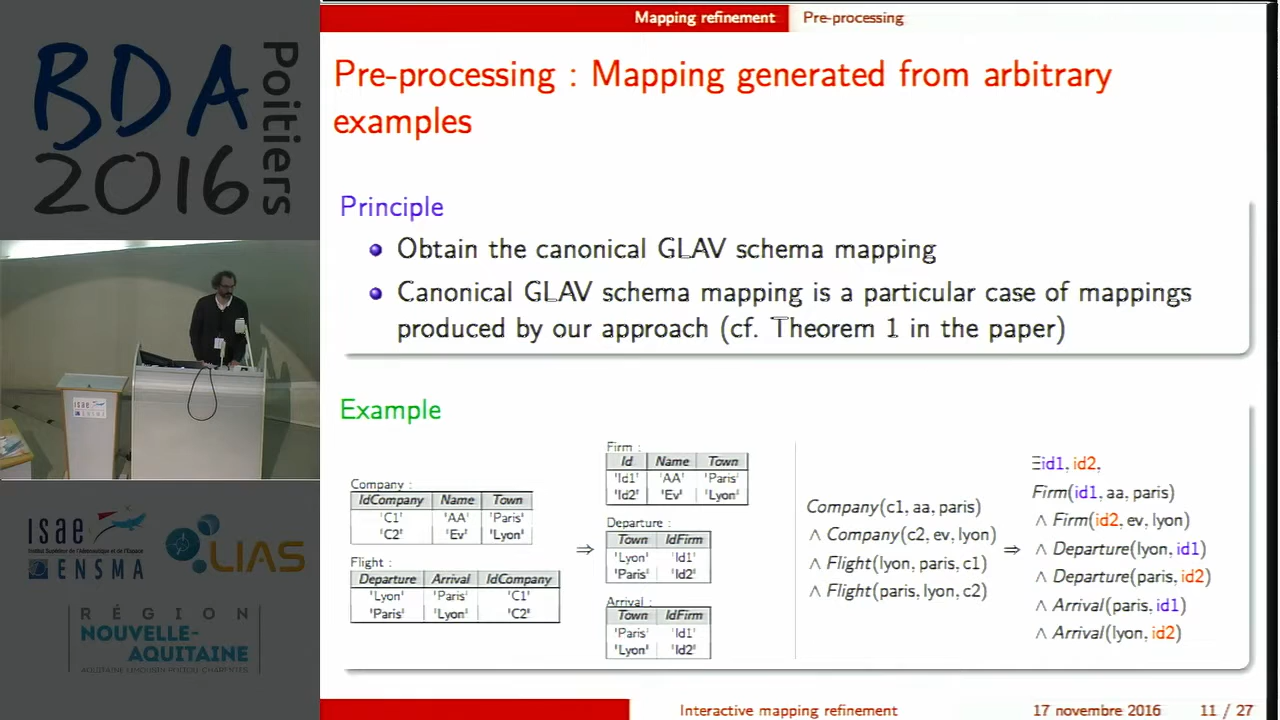 BDA
2016
Poitiers
isae
ENSMA
LIAS
RÉGION
NOUVELLE-
AQUITAINE
AQUITAINE LIMOUSIN POITOU-CHARENTES
Mapping refinement
Pre-processing
Pre-processing : Mapping generated from arbitrary
examples
Principle
Obtain the canonical GLAV schema mapping
Canonical GLAV schema mapping is a particular case of mappings
produced by our approach (cf. Theorem 1 in the paper)
Example
Company :
IdCompany Name Town
'C1' 'AA' 'Paris'
'C2' 'Ev' 'Lyon'
Flight :
Departure Arrival IdCompany
'Lyon' 'Paris' 'C1'
'Paris' 'Lyon' 'C2'
⇒
Firm :
Id Name Town
'Id1' 'AA' 'Paris'
'Id2' 'Ev' 'Lyon'
Departure :
Town IdFirm
'Lyon' 'Id1'
'Paris' 'Id2'
Arrival :
Town IdFirm
'Paris' 'Id1'
'Lyon' 'Id2'
Company(c1, aa, paris)
∧ Company(c2, ev, lyon)
∧ Flight(lyon, paris, c1)
∧ Flight(paris, lyon, c2)
⇒
∃id1, id2,
Firm(id1, aa, paris)
∧ Firm(id2, ev, lyon)
∧ Departure(lyon, id1)
∧ Departure(paris, id2)
∧ Arrival(paris, id1)
∧ Arrival(lyon, id2)
Interactive mapping refinement
17 novembre 2016
11 / 27